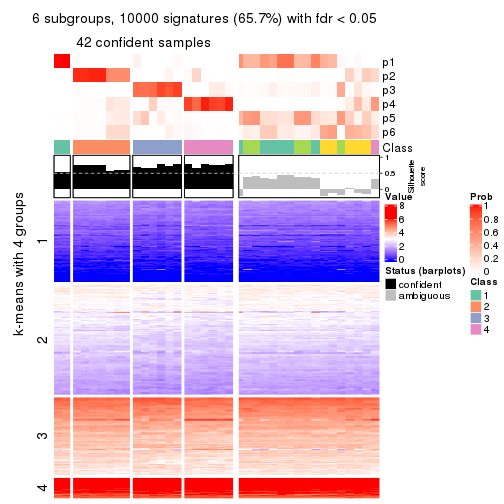 6 subgroups, 10000 signatures (65.7%) with fdr < 0.05
42 confident samples
p1
p2
p3
p4
p5
p6
Class
1
0.5
0
Silhouette
score
k-means with 4 groups
1
2
3
4
Value
8
6
4
2
0
Status (barplots)
confident
ambiguous
Prob
1
0.8
0.6
0.4
0.2
0
Class
1
2
3
4